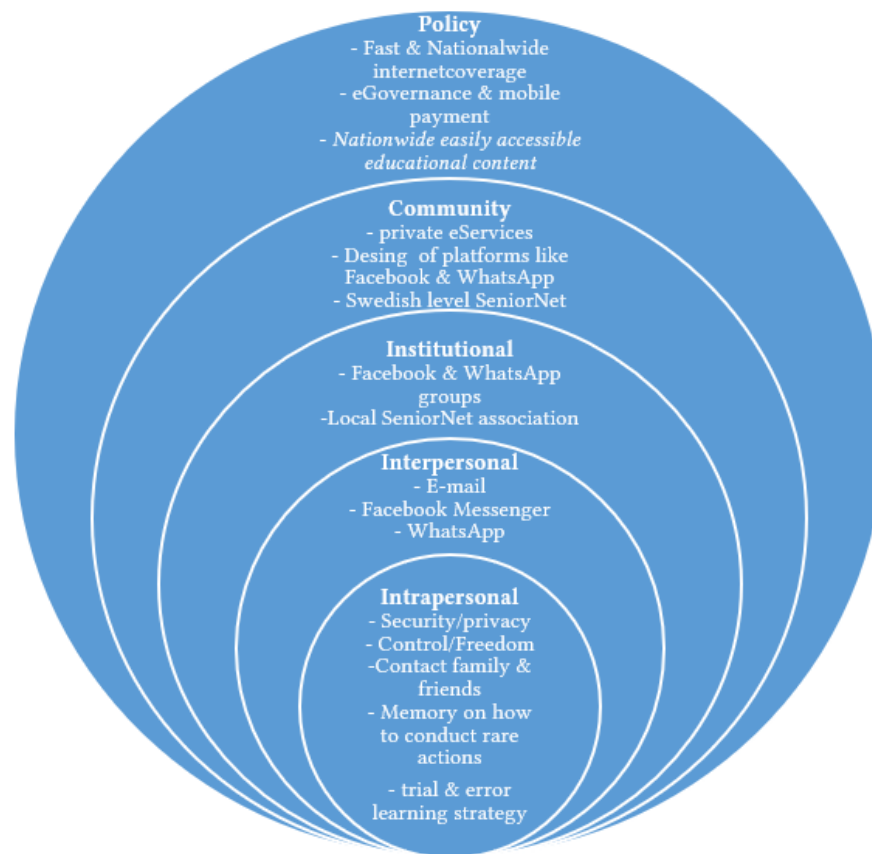 Policy
- Fast & Nationalwide
internetcoverage
- eGovernance & mobile
payment
- Nationwide easily accessible
educational content
Community
- private eServices
- Desing of platforms like
Facebook & WhatsApp
- Swedish level SeniorNet
Institutional
- Facebook & WhatsApp
groups
-Local SeniorNet association
Interpersonal
- E-mail
- Facebook Messenger
- WhatsApp
Intrapersonal
- Security/privacy
- Control/Freedom
-Contact family &
friends
- Memory on how
to conduct rare
actions
- trial & error
learning strategy